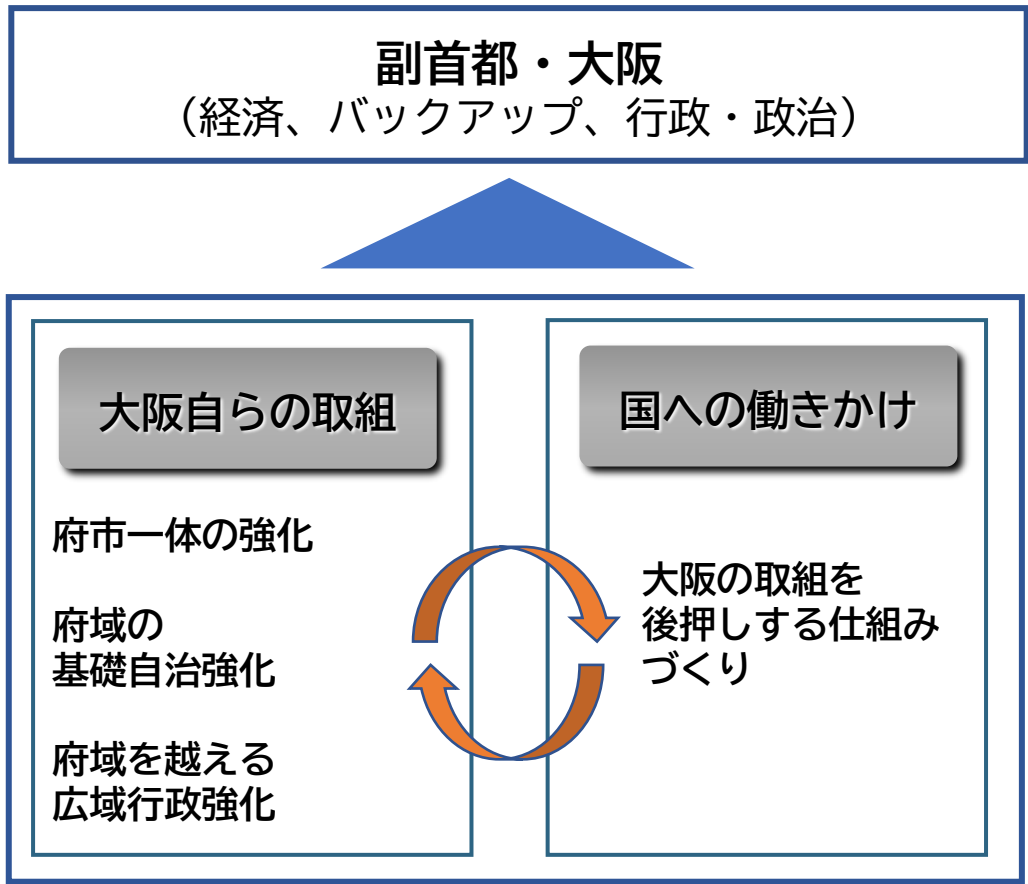 副首都・大阪
（経済、バックアップ、行政・政治）
大阪自らの取組
府市一体の強化
府域の
基礎自治強化
府域を越える
広域行政強化
国への働きかけ
大阪の取組を
後押しする仕組み
づくり